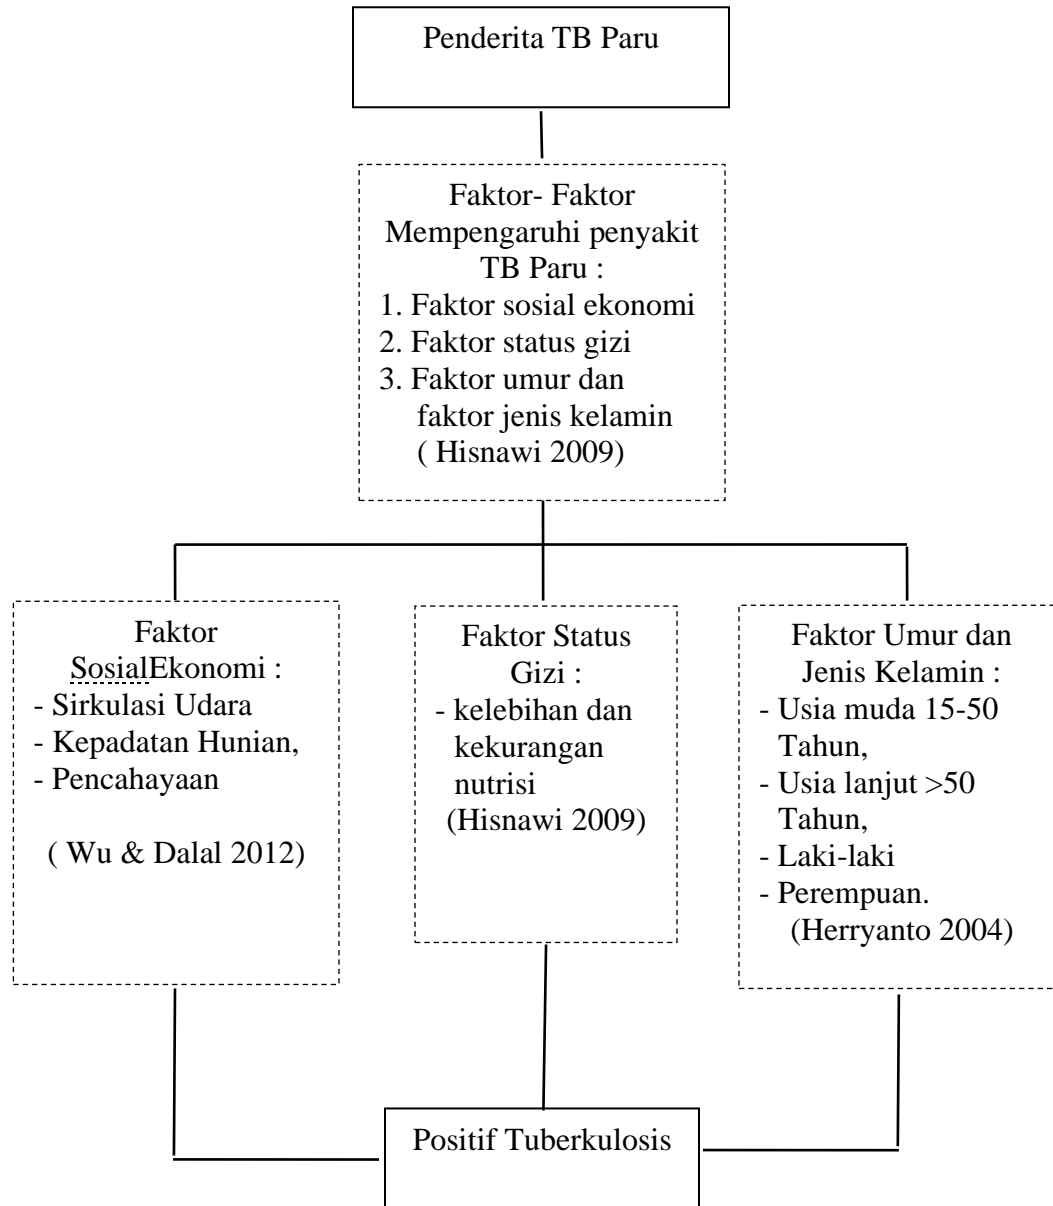 Penderita TB Paru
Faktor- Faktor
Mempengaruhi penyakit
TB Paru :
1. Faktor sosial ekonomi
2. Faktor status gizi
3. Faktor umur dan
faktor jenis kelamin
( Hisnawi 2009)
Faktor
SosialEkonomi :
- Sirkulasi Udara
- Kepadatan Hunian,
- Pencahayaan
( Wu & Dalal 2012)
Faktor Status
Gizi :
- kelebihan dan
kekurangan
nutrisi
(Hisnawi 2009)
Faktor Umur dan
Jenis Kelamin :
- Usia muda 15-50
Tahun,
- Usia lanjut >50
Tahun,
- Laki-laki
- Perempuan.
(Herryanto 2004)
Positif Tuberkulosis